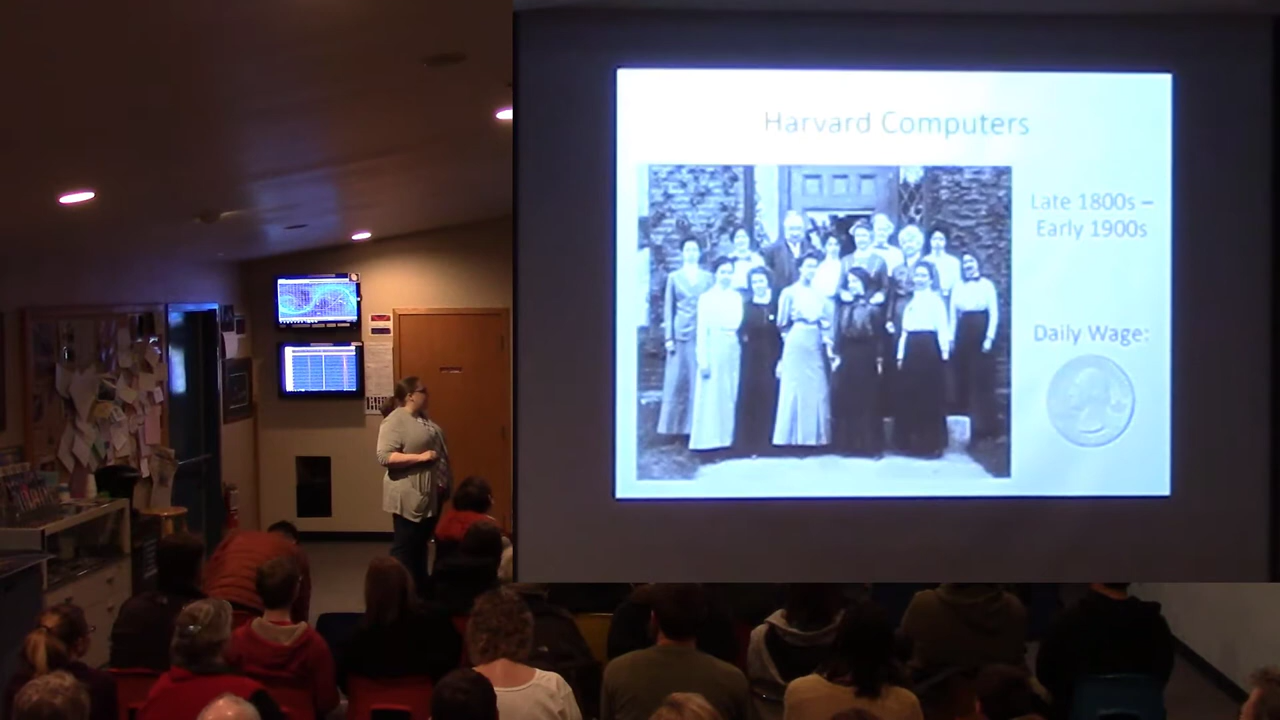 Harvard Computers
Late 1800s –
Early 1900s
Daily Wage: